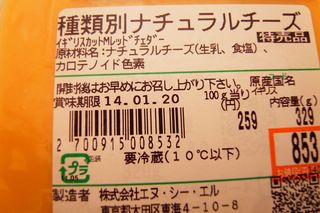 種類別ナチュラルチーズ
イギリスカットMレッドチェダー 特売品
原材料名:ナチュラルチーズ(生乳、食塩)、
カロテノイド色素
開封後はお早めにお召し上がり下さい。 原産国名
賞味期限 14.01.20 100g当り(円) イギリス 内容量(g)
259 329
2700915008532 853
プラ 要冷蔵(10℃以下)
製造者 株式会社エヌ・シー・エル
東京都大田区東海4-10-8